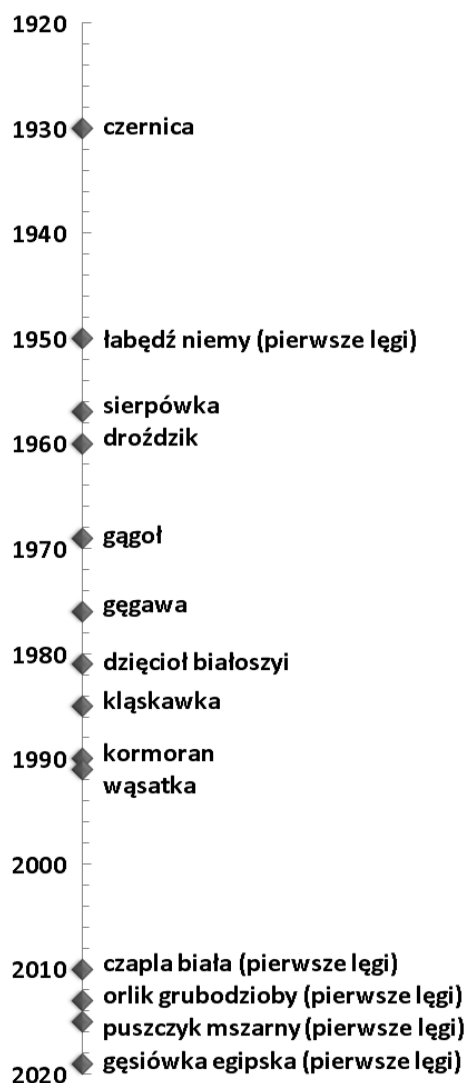 1920
1930 czernica
1940
1950 łabędź niemy (pierwsze lęgi)
sierpówka
1960 droździk
gągoł
1970
gęgawa
1980 dzięcioł białoszyi
kląskawka
1990 kormoran
wąsatka
2000
2010 czapla biała (pierwsze lęgi)
orlik grubodzioby (pierwsze lęgi)
puszczyk mszarny (pierwsze lęgi)
gęsiówka egipska (pierwsze lęgi)
2020